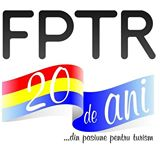 FPTR
20 de ani
...din pasiune pentru turism